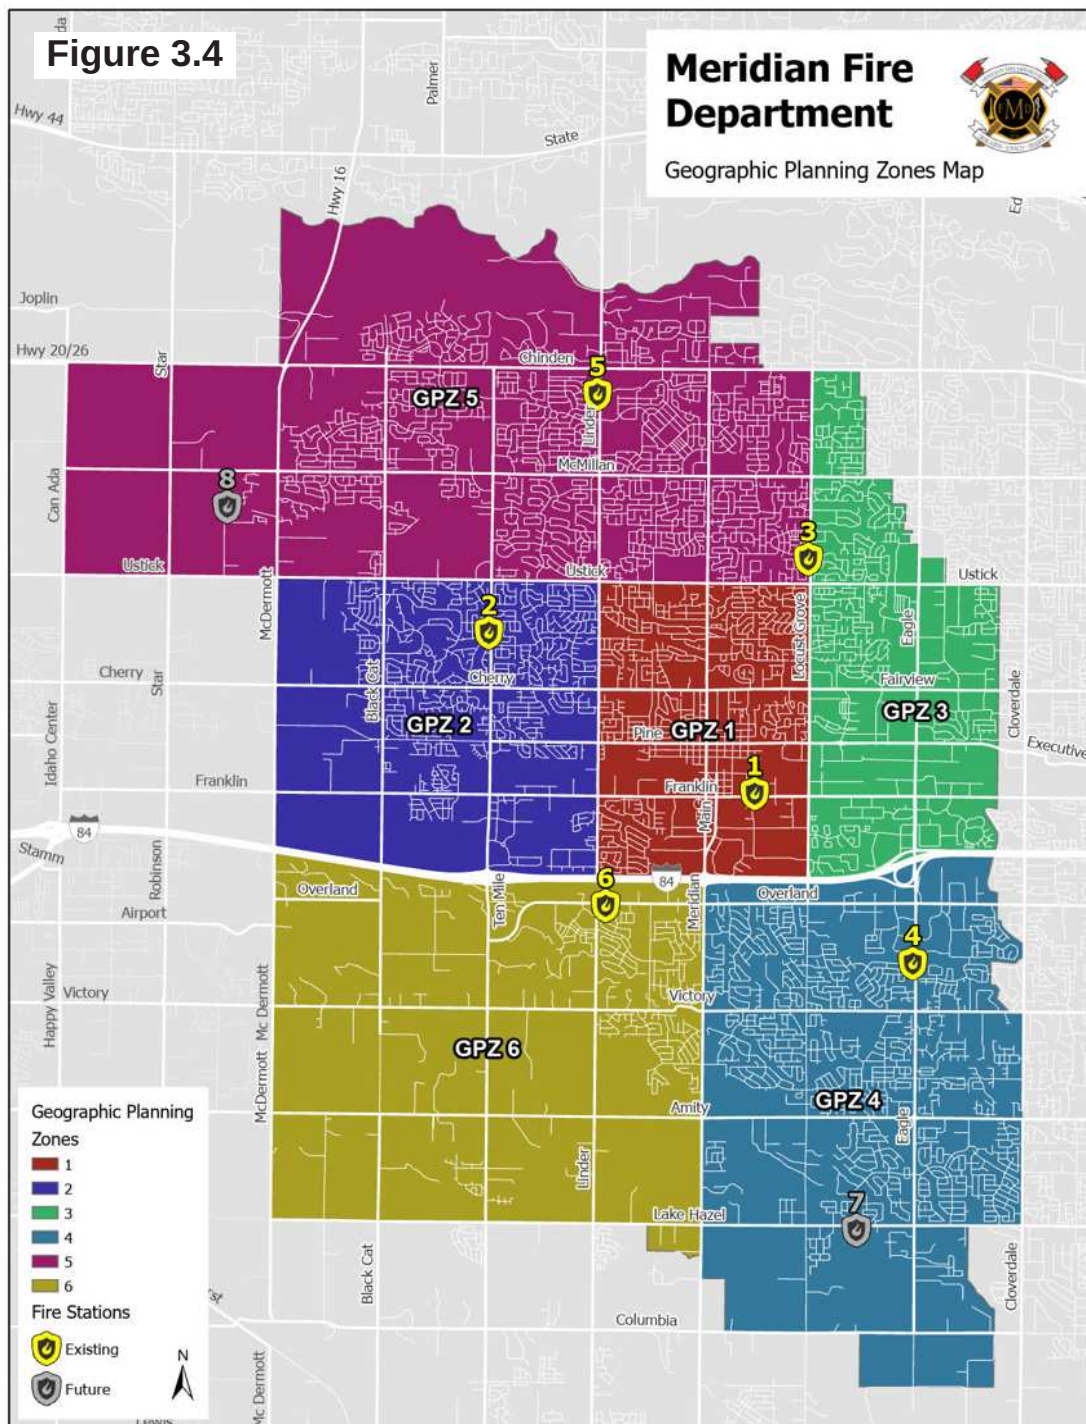 Figure 3.4
Meridian Fire
Department
Geographic Planning Zones Map
Palmer
Hwy 44
State
Hwy 16
Joplin
Hwy 20/26
Star
Chinden
5
GPZ 5
Linder
McMillan
Can Ada
8
3
Ustick
Ustick
Ustick
McDermott
2
Locust Grove
Eagle
Cherry
Star
Black Cat
Cherry
Fairview
Cloverdale
Idaho Center
GPZ 2
Pine
GPZ 1
GPZ 3
Executive
Franklin
Franklin
1
Main
84
Stamm
Robinson
Overland
Ten Mile
6
84
Meridian
Overland
Airport
4
Happy Valley
Victory
Mc Dermott
Victory
GPZ 6
McDermott
Amity
GPZ 4
Eagle
Linder
7
Lake Hazel
Black Cat
Cloverdale
Columbia
Mc Dermott
Lewis
Geographic Planning
Zones
1
2
3
4
5
6
Fire Stations
Existing
Future
N